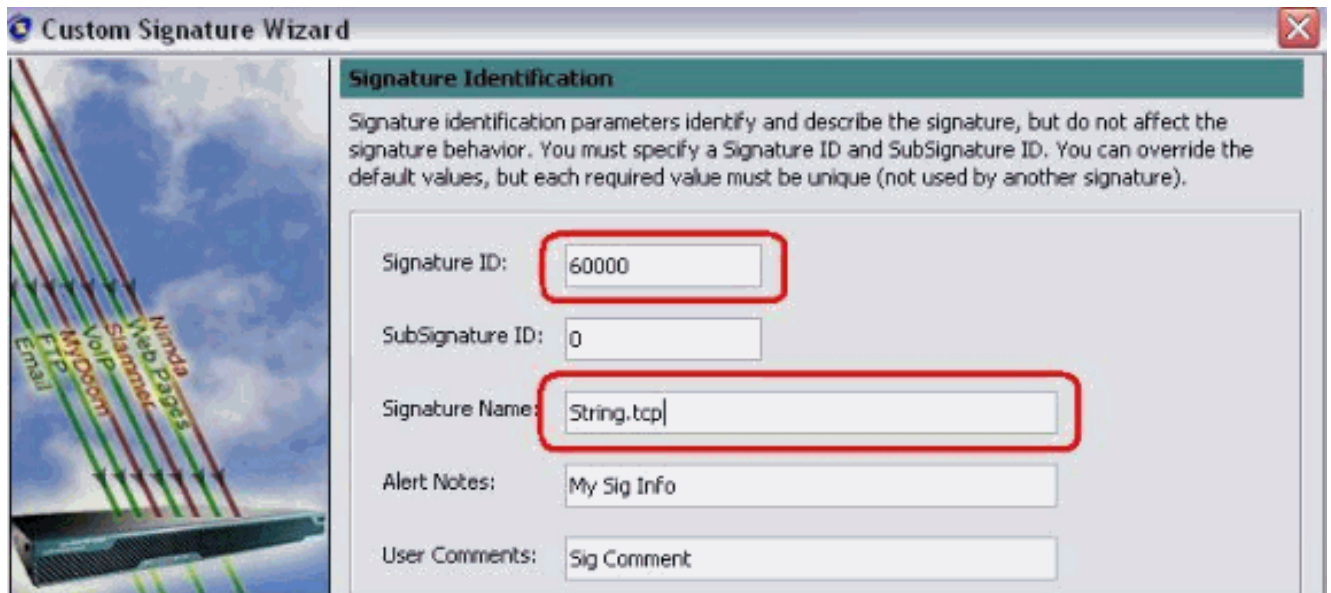 Custom Signature Wizard
Signature Identification
Signature identification parameters identify and describe the signature, but do not affect the
signature behavior. You must specify a Signature ID and SubSignature ID. You can override the
default values, but each required value must be unique (not used by another signature).
Signature ID: 60000
SubSignature ID: 0
Signature Name: String.tcp
Alert Notes: My Sig Info
User Comments: Sig Comment
Nimda
Web Pages
Slammer
VoIP
MyDoom
FTP
Email